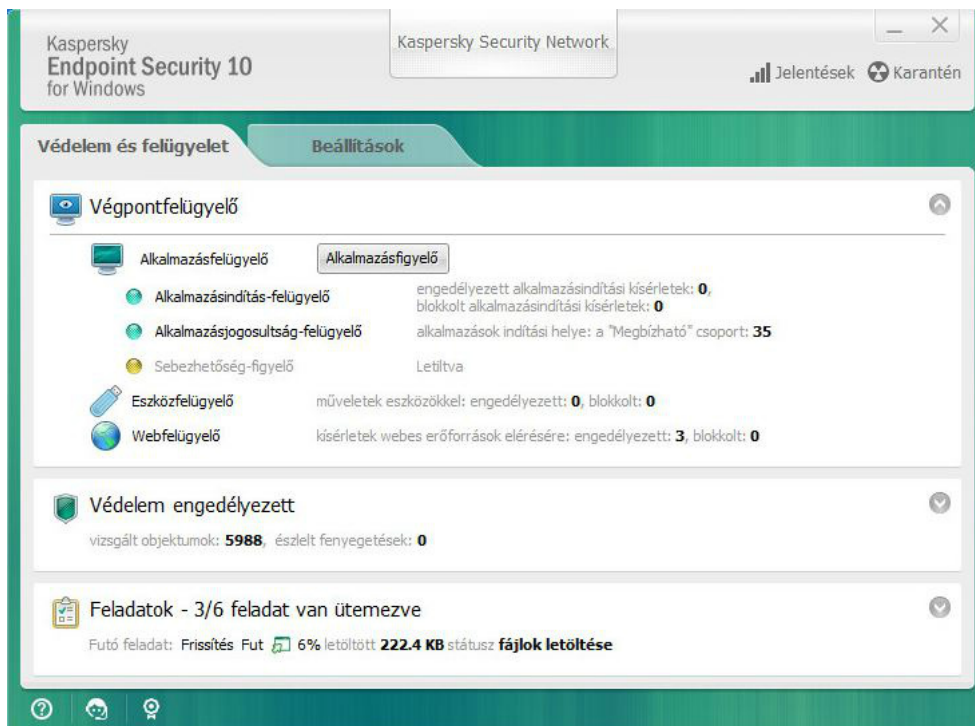 Kaspersky
Endpoint Security 10
for Windows
Kaspersky Security Network
Jelentések Karantén
Védelem és felügyelet Beállítások
Végpontfelügyelő
Alkalmazásfelügyelő Alkalmazásfigyelő
Alkalmazásindítás-felügyelő engedélyezett alkalmazásindítási kísérletek: 0,
blokkolt alkalmazásindítási kísérletek: 0
Alkalmazásjogosultság-felügyelő alkalmazások indítási helye: a "Megbízható" csoport: 35
Sebezhetőség-figyelő Letiltva
Eszközfelügyelő műveletek eszközökkel: engedélyezett: 0, blokkolt: 0
Webfelügyelő kísérletek webes erőforrások elérésére: engedélyezett: 3, blokkolt: 0
Védelem engedélyezett
vizsgált objektumok: 5988, észlelt fenyegetések: 0
Feladatok - 3/6 feladat van ütemezve
Futó feladat: Frissítés Fut 6% letöltött 222.4 KB státusz fájlok letöltése